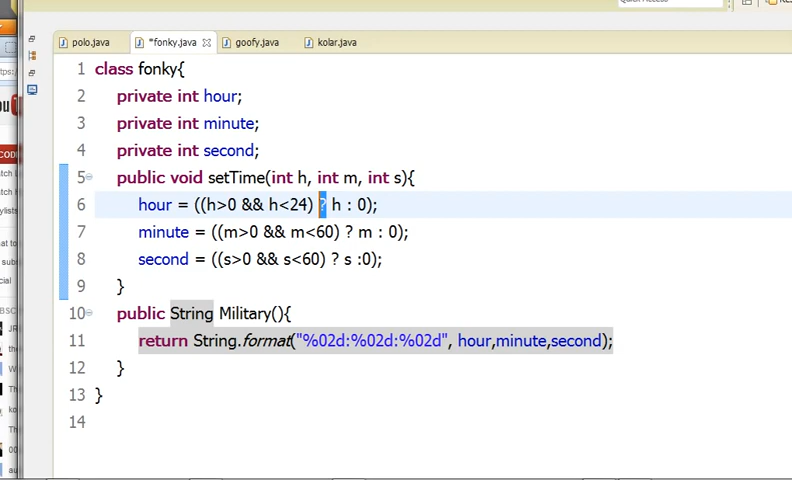 polo.java
*fonky.java
goofy.java
kolar.java
1 class fonky{
2 private int hour;
3 private int minute;
4 private int second;
5 public void setTime(int h, int m, int s){
6 hour = ((h>0 && h<24) ? h : 0);
7 minute = ((m>0 && m<60) ? m : 0);
8 second = ((s>0 && s<60) ? s :0);
9 }
10 public String Military(){
11 return String.format("%02d:%02d:%02d", hour,minute,second);
12 }
13 }
14